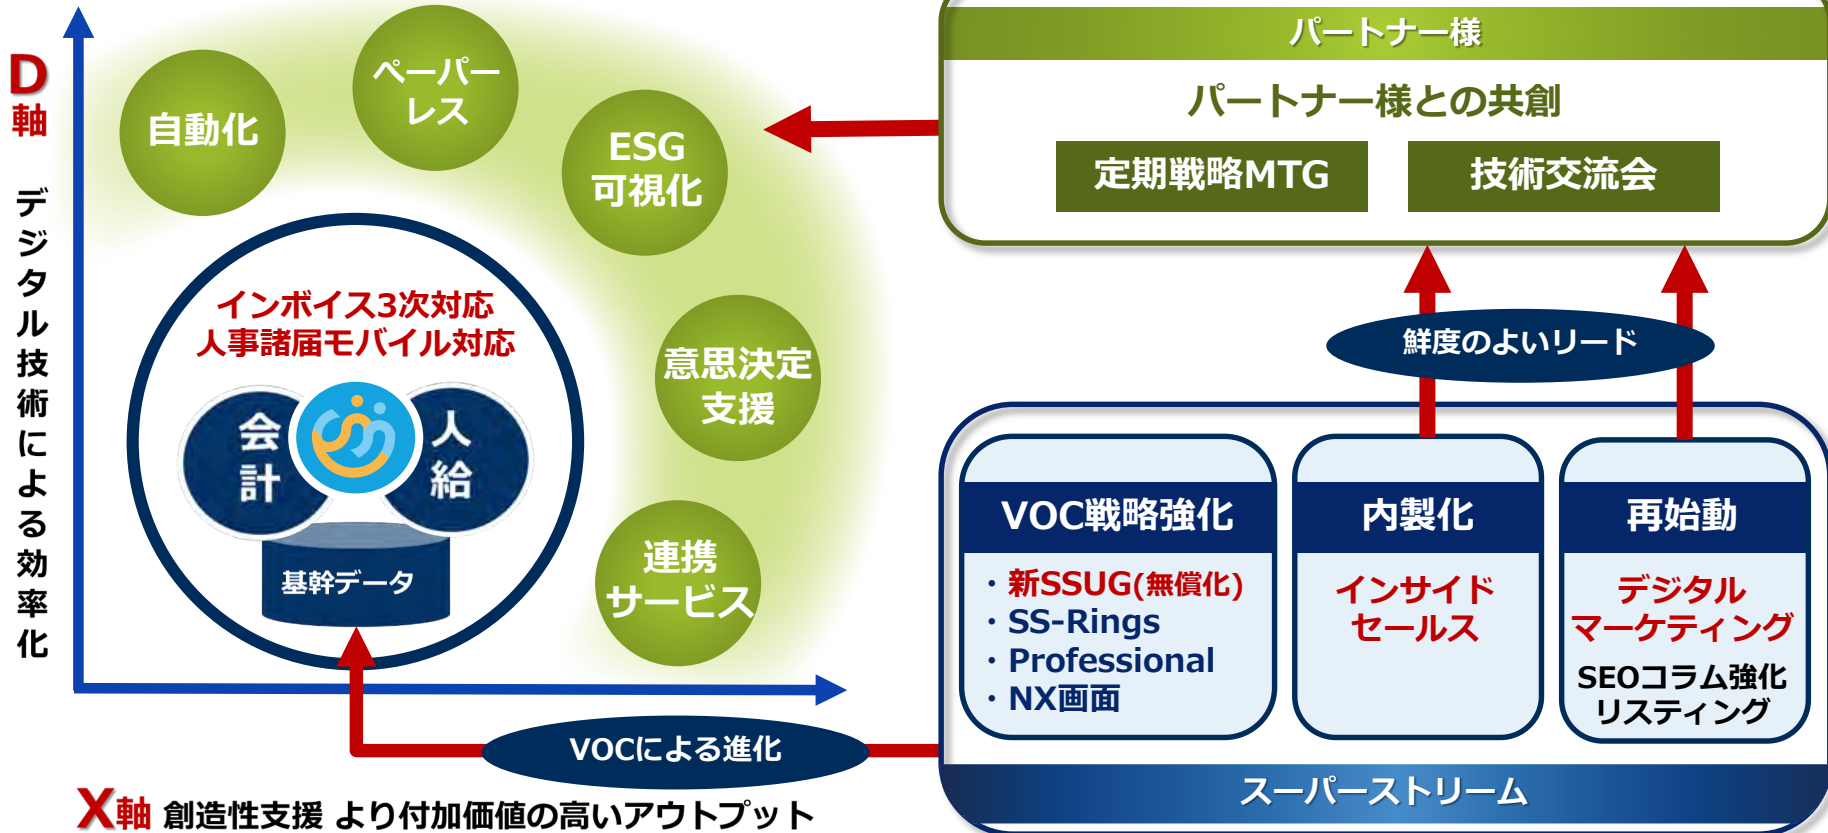 D
軸
デジタル技術による効率化
自動化
ペーパー
レス
ESG
可視化
意思決定
支援
連携
サービス
インボイス3次対応
人事諸届モバイル対応
会計
人給
基幹データ
X軸 創造性支援 より付加価値の高いアウトプット
VOCによる進化
パートナー様
パートナー様との共創
定期戦略MTG
技術交流会
鮮度のよいリード
VOC戦略強化
・新SSUG(無償化)
・SS-Rings
・Professional
・NX画面
内製化
インサイド
セールス
再始動
デジタル
マーケティング
SEOコラム強化
リスティング
スーパーストリーム